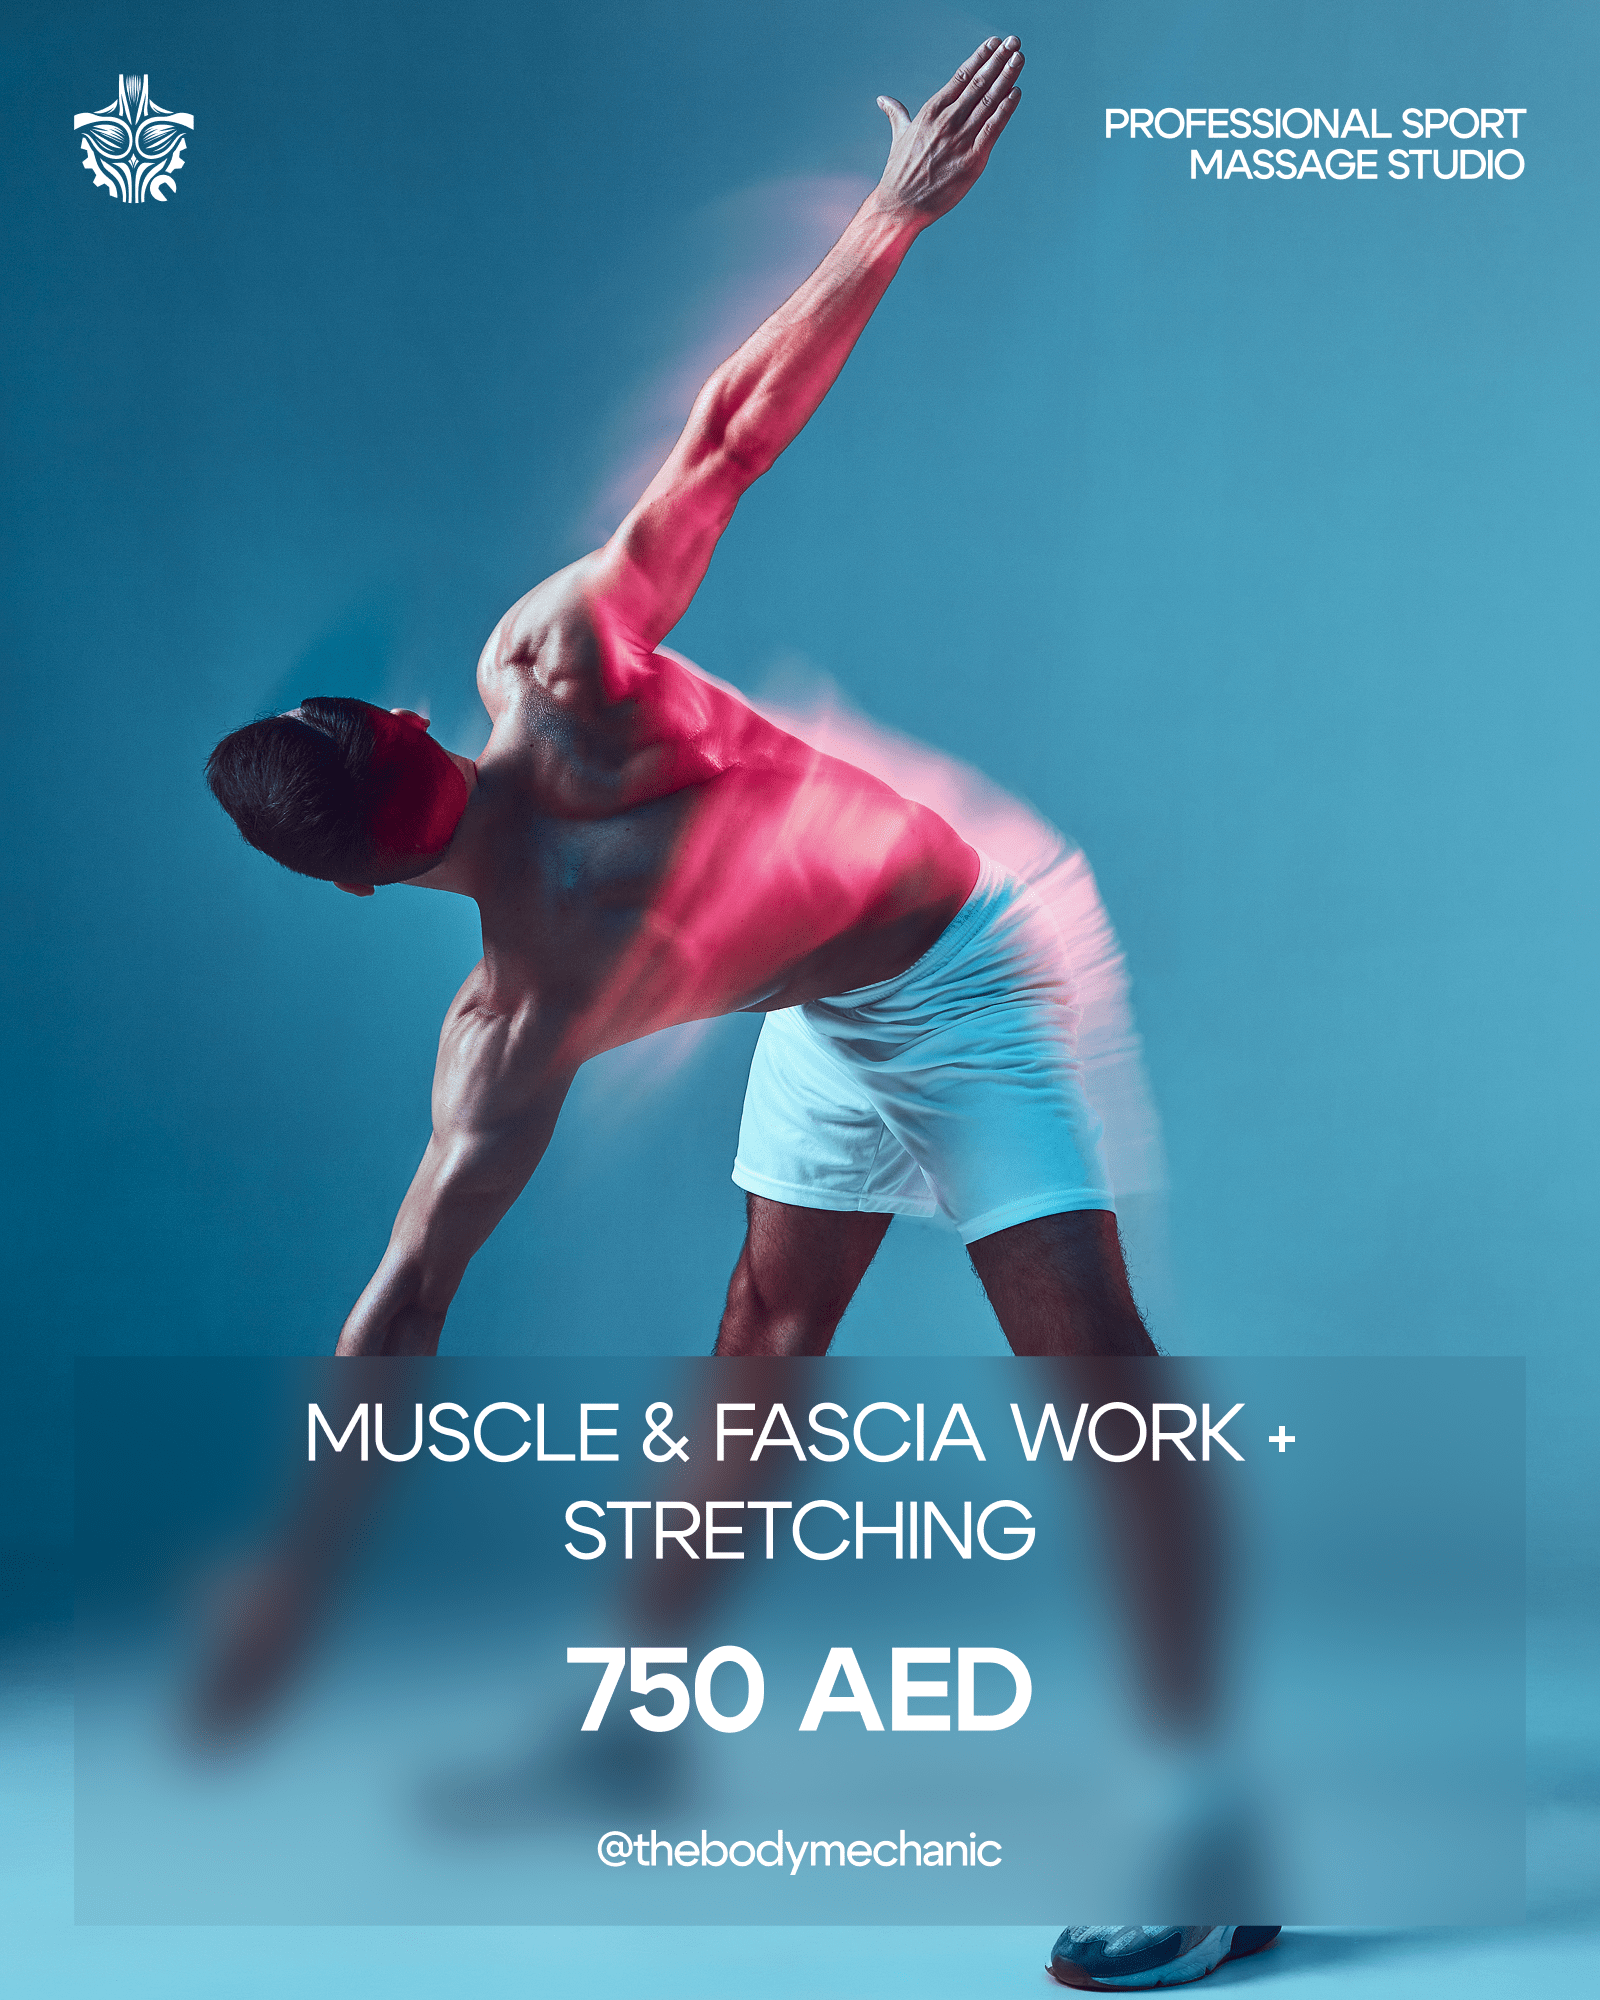 PROFESSIONAL SPORT
MASSAGE STUDIO
MUSCLE & FASCIA WORK +
STRETCHING
750 AED
@thebodymechanic